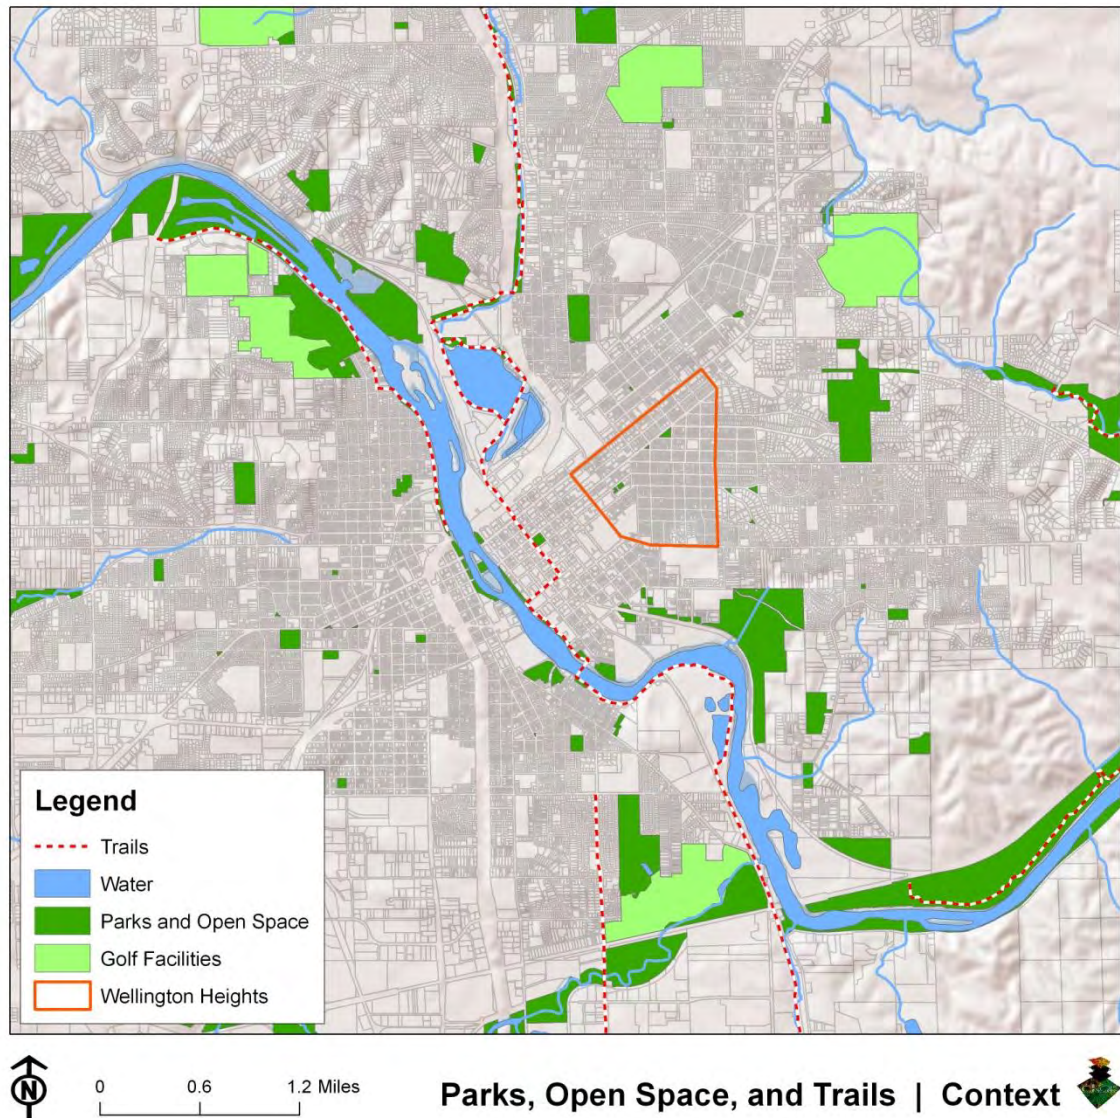 Legend
Trails
Water
Parks and Open Space
Golf Facilities
Wellington Heights
N
0 0.6 1.2 Miles
Parks, Open Space, and Trails | Context